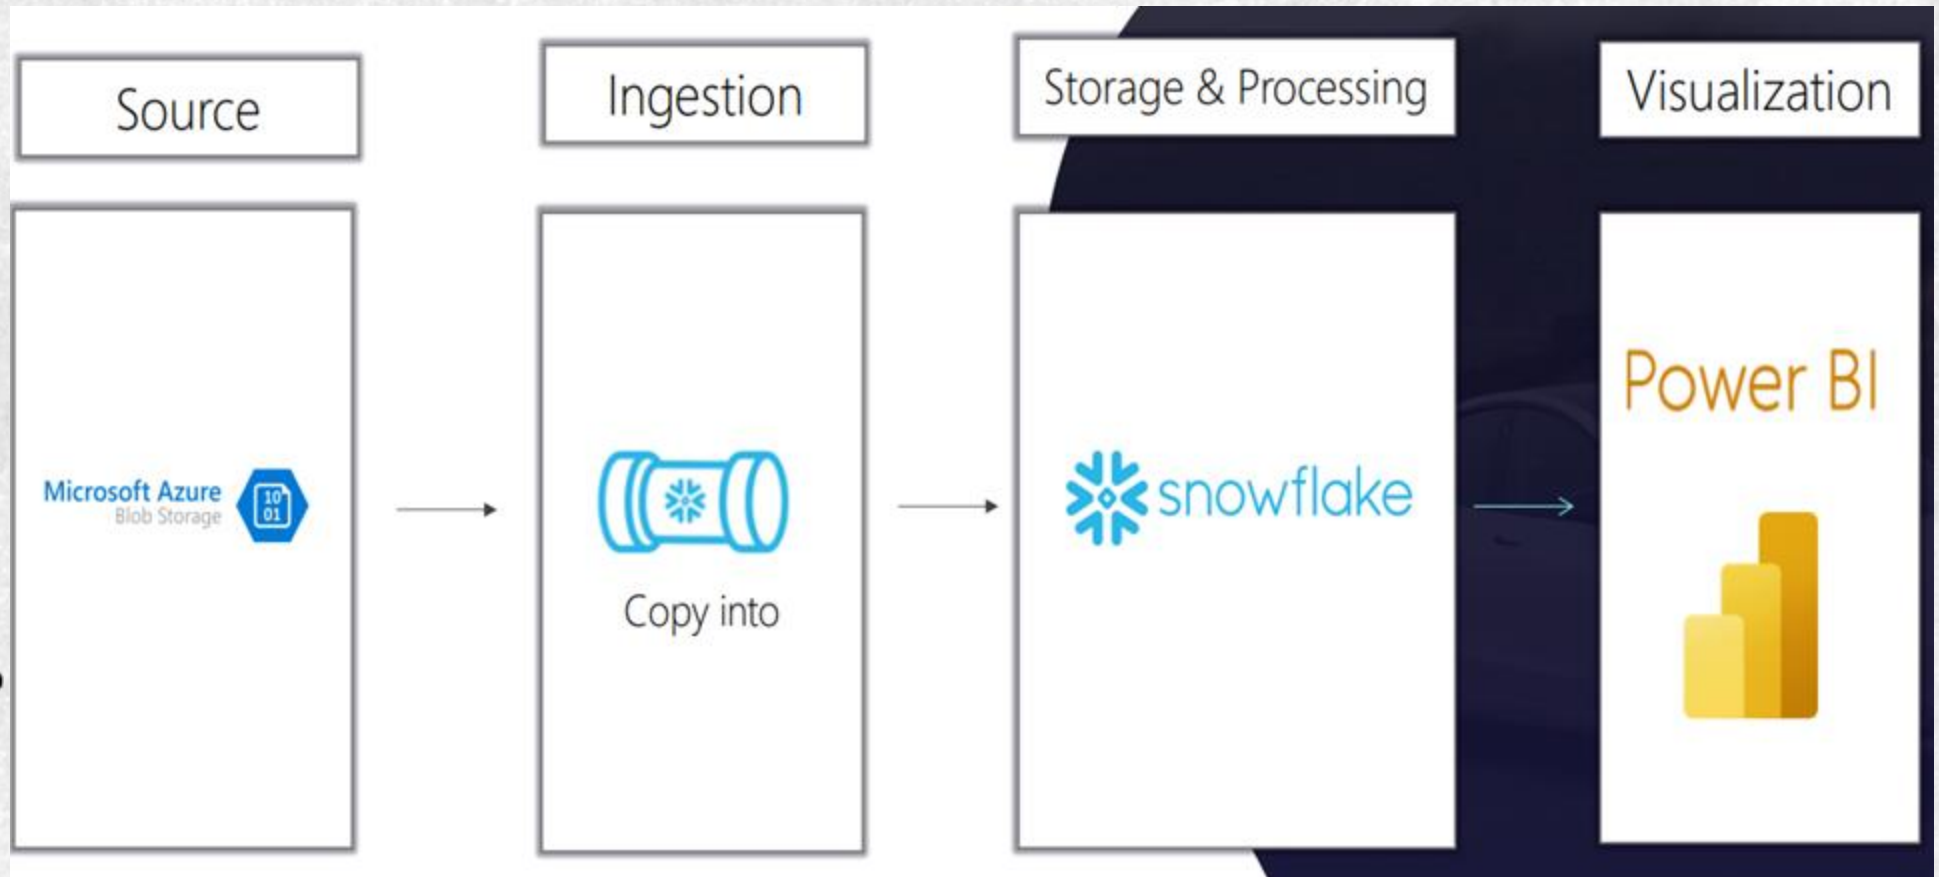 Source
Ingestion
Storage & Processing
Visualization
Microsoft Azure
Blob Storage
10
01
Copy into
snowflake
Power BI